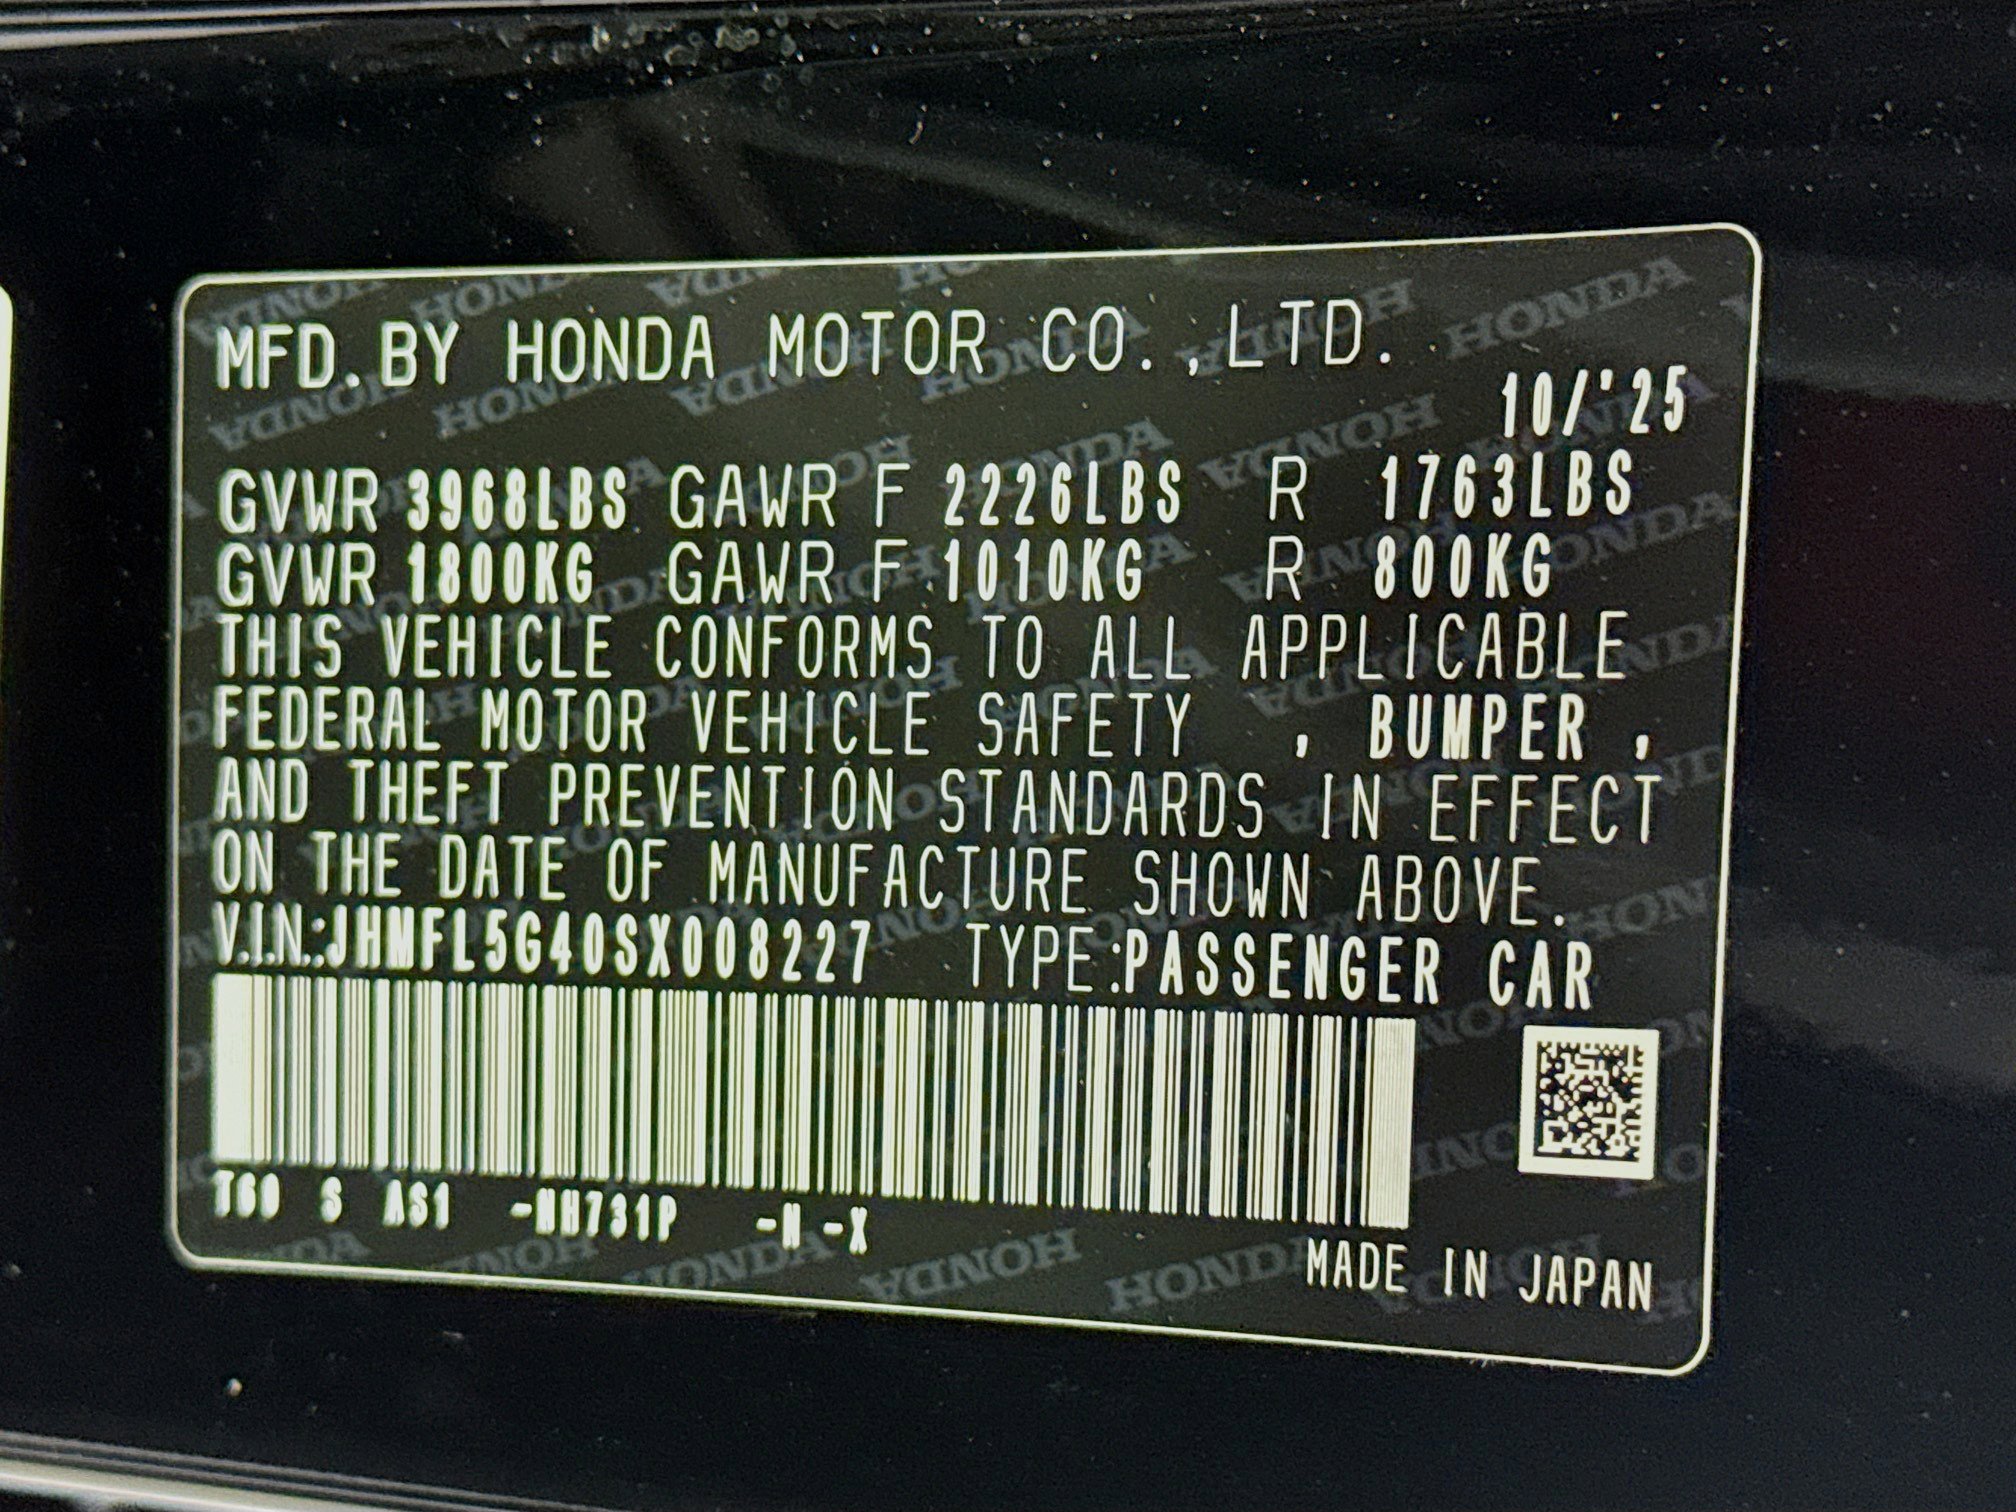 MFD.BY HONDA MOTOR CO.,LTD.
10/'25
GVWR 3968LBS GAWR F 2226LBS R 1763LBS
GVWR 1800KG GAWR F 1010KG R 800KG
THIS VEHICLE CONFORMS TO ALL APPLICABLE
FEDERAL MOTOR VEHICLE SAFETY , BUMPER ,
AND THEFT PREVENTION STANDARDS IN EFFECT
ON THE DATE OF MANUFACTURE SHOWN ABOVE.
V.I.N.:JHMFL5G40SX008227 TYPE:PASSENGER CAR
T60 S AS1 -NH731P -N -X
MADE IN JAPAN